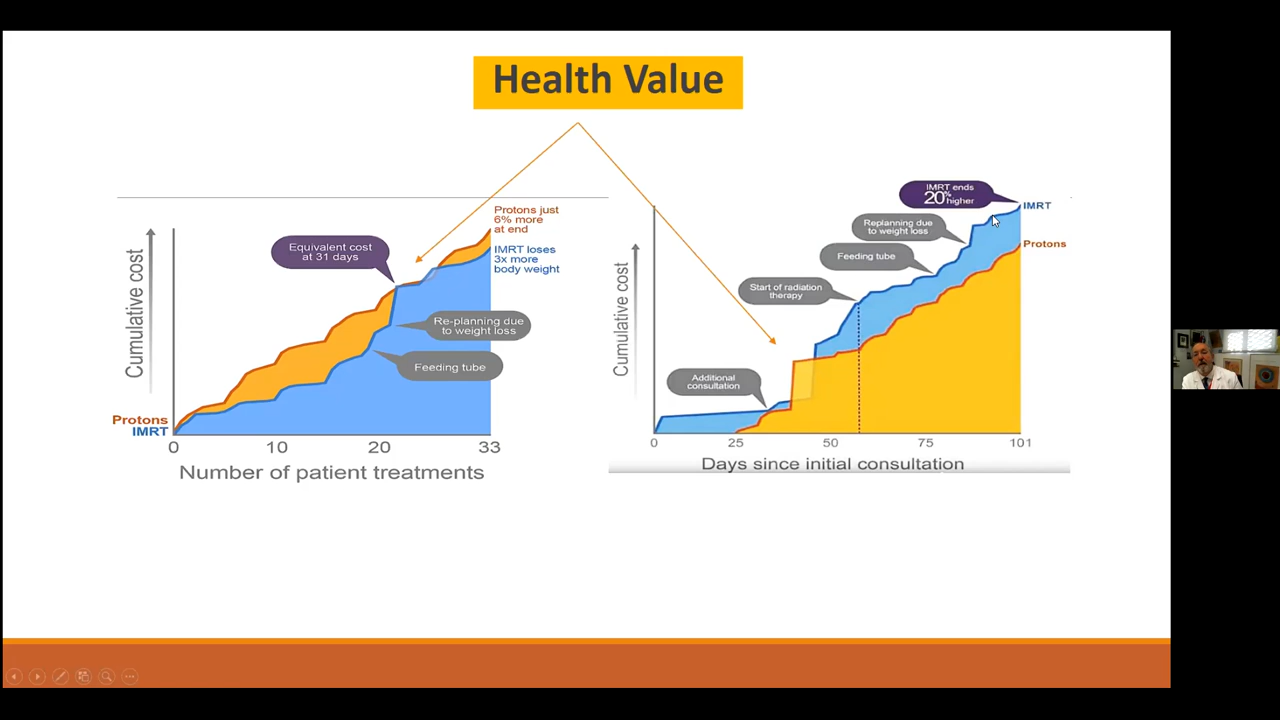 Health Value
Protons just
6% more
at end
IMRT loses
3x more
body weight
Equivalent cost
at 31 days
Re-planning due
to weight loss
Feeding tube
Cumulative cost
Protons
IMRT
0
10
20
33
Number of patient treatments
IMRT ends
20% higher
IMRT
Replanning due
to weight loss
Protons
Feeding tube
Start of radiation
therapy
Additional
consultation
Cumulative cost
0
25
50
75
101
Days since initial consultation